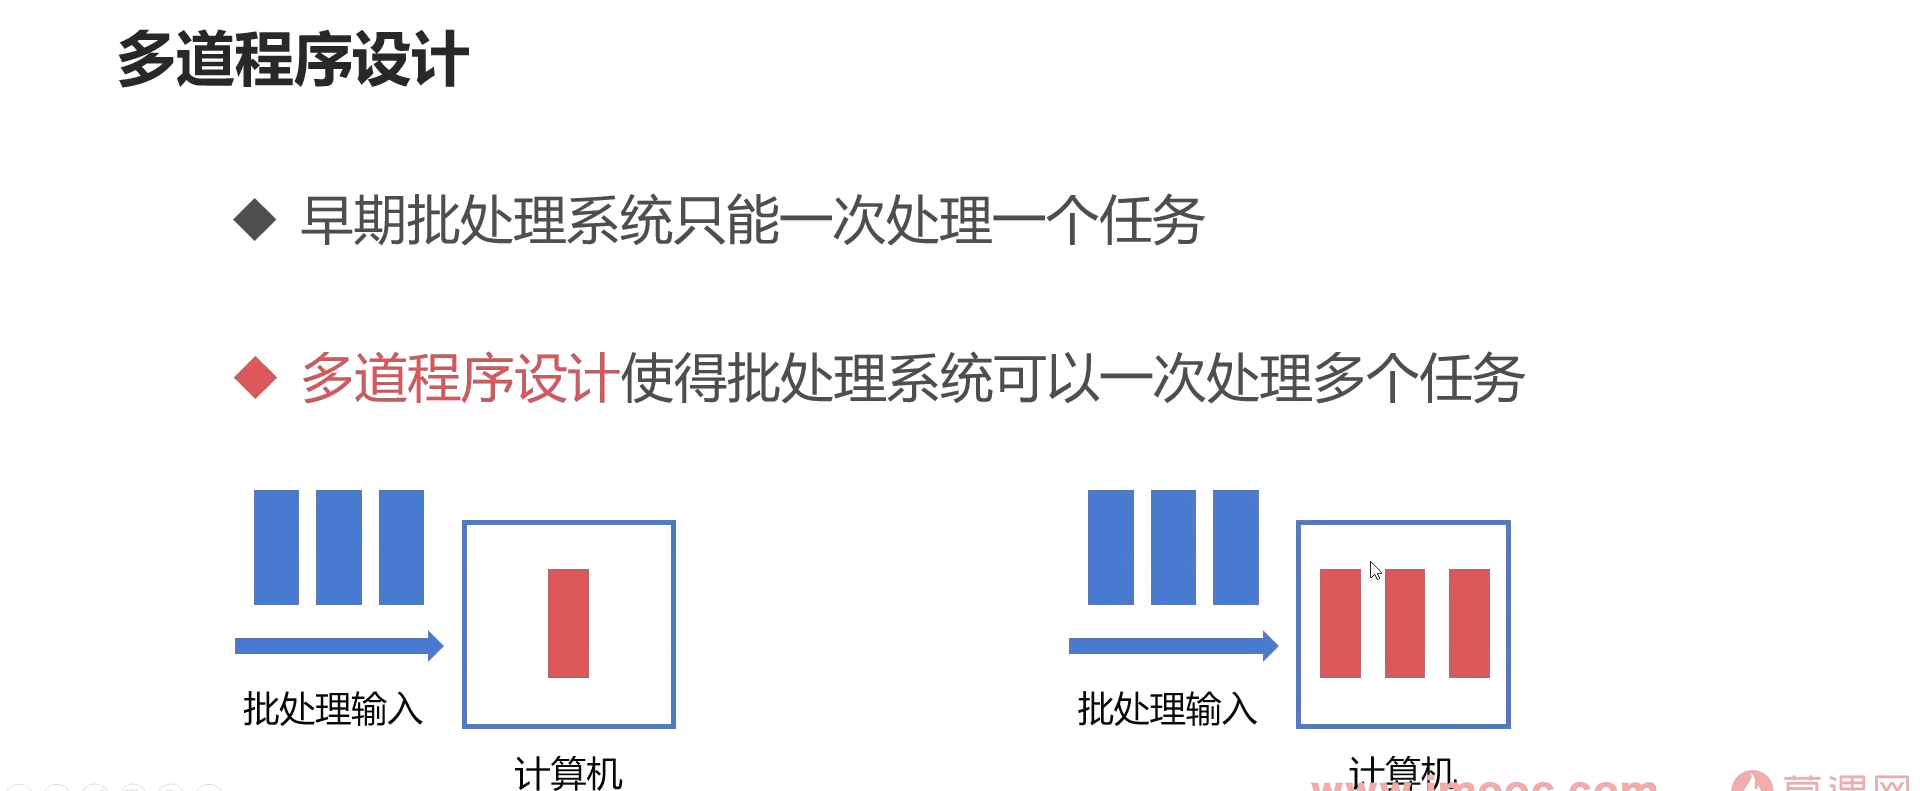 多道程序设计
早期批处理系统只能一次处理一个任务
多道程序设计使得批处理系统可以一次处理多个任务
批处理输入
计算机
批处理输入
计算机
www.imooc.com
慕课网